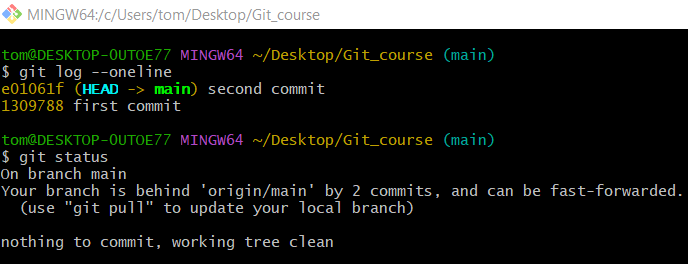 MINGW64:/c/Users/tom/Desktop/Git_course
tom@DESKTOP-OUTOE77 MINGW64 ~/Desktop/Git_course (main)
$ git log --oneline
e01061f (HEAD -> main) second commit
1309788 first commit
tom@DESKTOP-OUTOE77 MINGW64 ~/Desktop/Git_course (main)
$ git status
On branch main
Your branch is behind 'origin/main' by 2 commits, and can be fast-forwarded.
  (use "git pull" to update your local branch)
nothing to commit, working tree clean